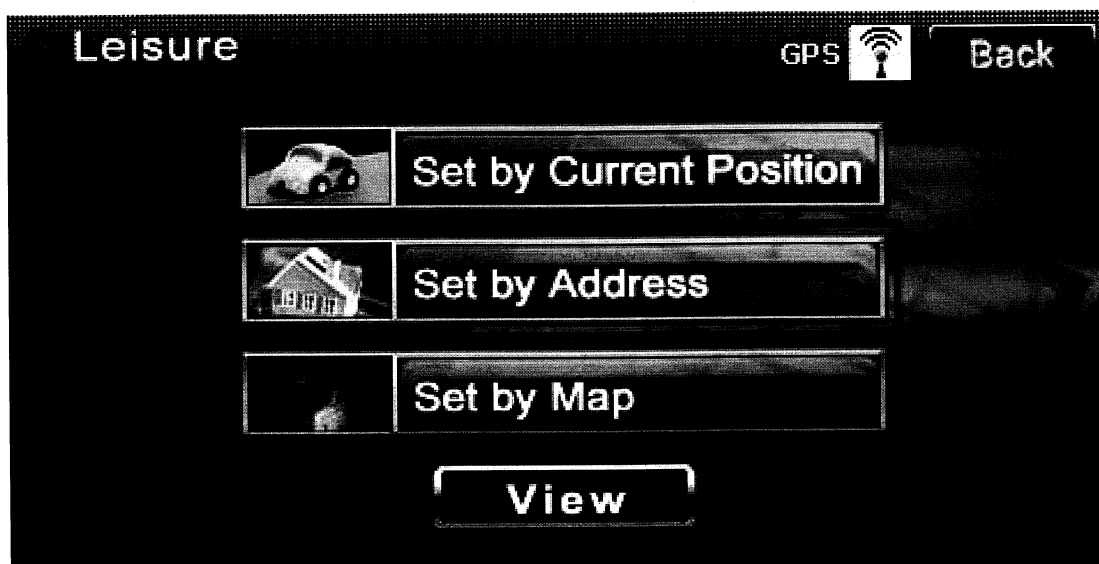 Leisure
GPS
Back
Set by Current Position
Set by Address
Set by Map
View